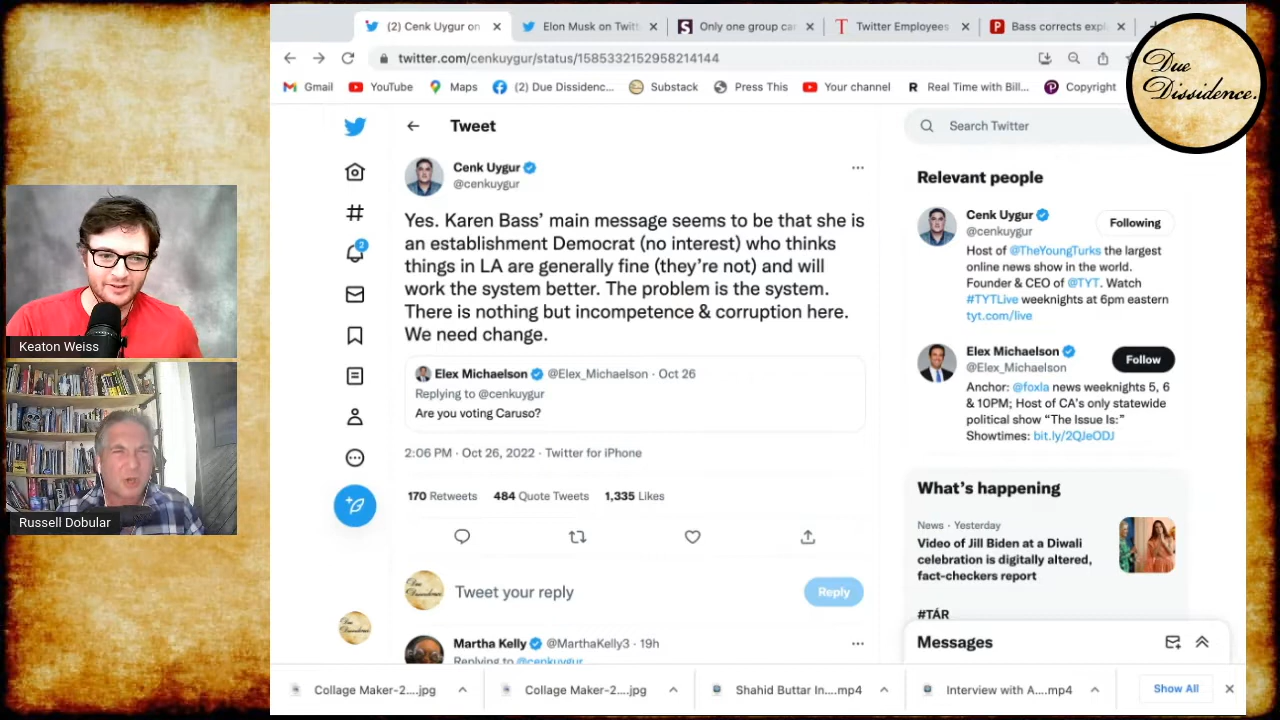 (2) Cenk Uygur on
Elon Musk on Twitt
Only one group can
Twitter Employees
Bass corrects expl
twitter.com/cenkuygur/status/1585332152958214144
Gmail
YouTube
Maps
(2) Due Dissidenc...
Substack
Press This
Your channel
Real Time with Bill...
Copyright
Due
Dissidence.
Tweet
Search Twitter
Cenk Uygur
@cenkuygur
Yes. Karen Bass’ main message seems to be that she is
an establishment Democrat (no interest) who thinks
things in LA are generally fine (they’re not) and will
work the system better. The problem is the system.
There is nothing but incompetence & corruption here.
We need change.
Elex Michaelson @Elex_Michaelson · Oct 26
Replying to @cenkuygur
Are you voting Caruso?
2:06 PM · Oct 26, 2022 · Twitter for iPhone
170 Retweets 484 Quote Tweets 1,335 Likes
Tweet your reply
Reply
Martha Kelly @MarthaKelly3 · 19h
Replying to @cenkuygur
Relevant people
Cenk Uygur
@cenkuygur
Following
Host of @TheYoungTurks the largest
online news show in the world.
Founder & CEO of @TYT. Watch
#TYTLive weeknights at 6pm eastern
tyt.com/live
Elex Michaelson
@Elex_Michaelson
Follow
Anchor: @foxla news weeknights 5, 6
& 10PM; Host of CA’s only statewide
political show “The Issue Is:”
Showtimes: bit.ly/2QJeODJ
What’s happening
News · Yesterday
Video of Jill Biden at a Diwali
celebration is digitally altered,
fact-checkers report
#TÁR
Messages
2
Keaton Weiss
Russell Dobular
Collage Maker-2....jpg
Collage Maker-2....jpg
Shahid Buttar In....mp4
Interview with A....mp4
Show All